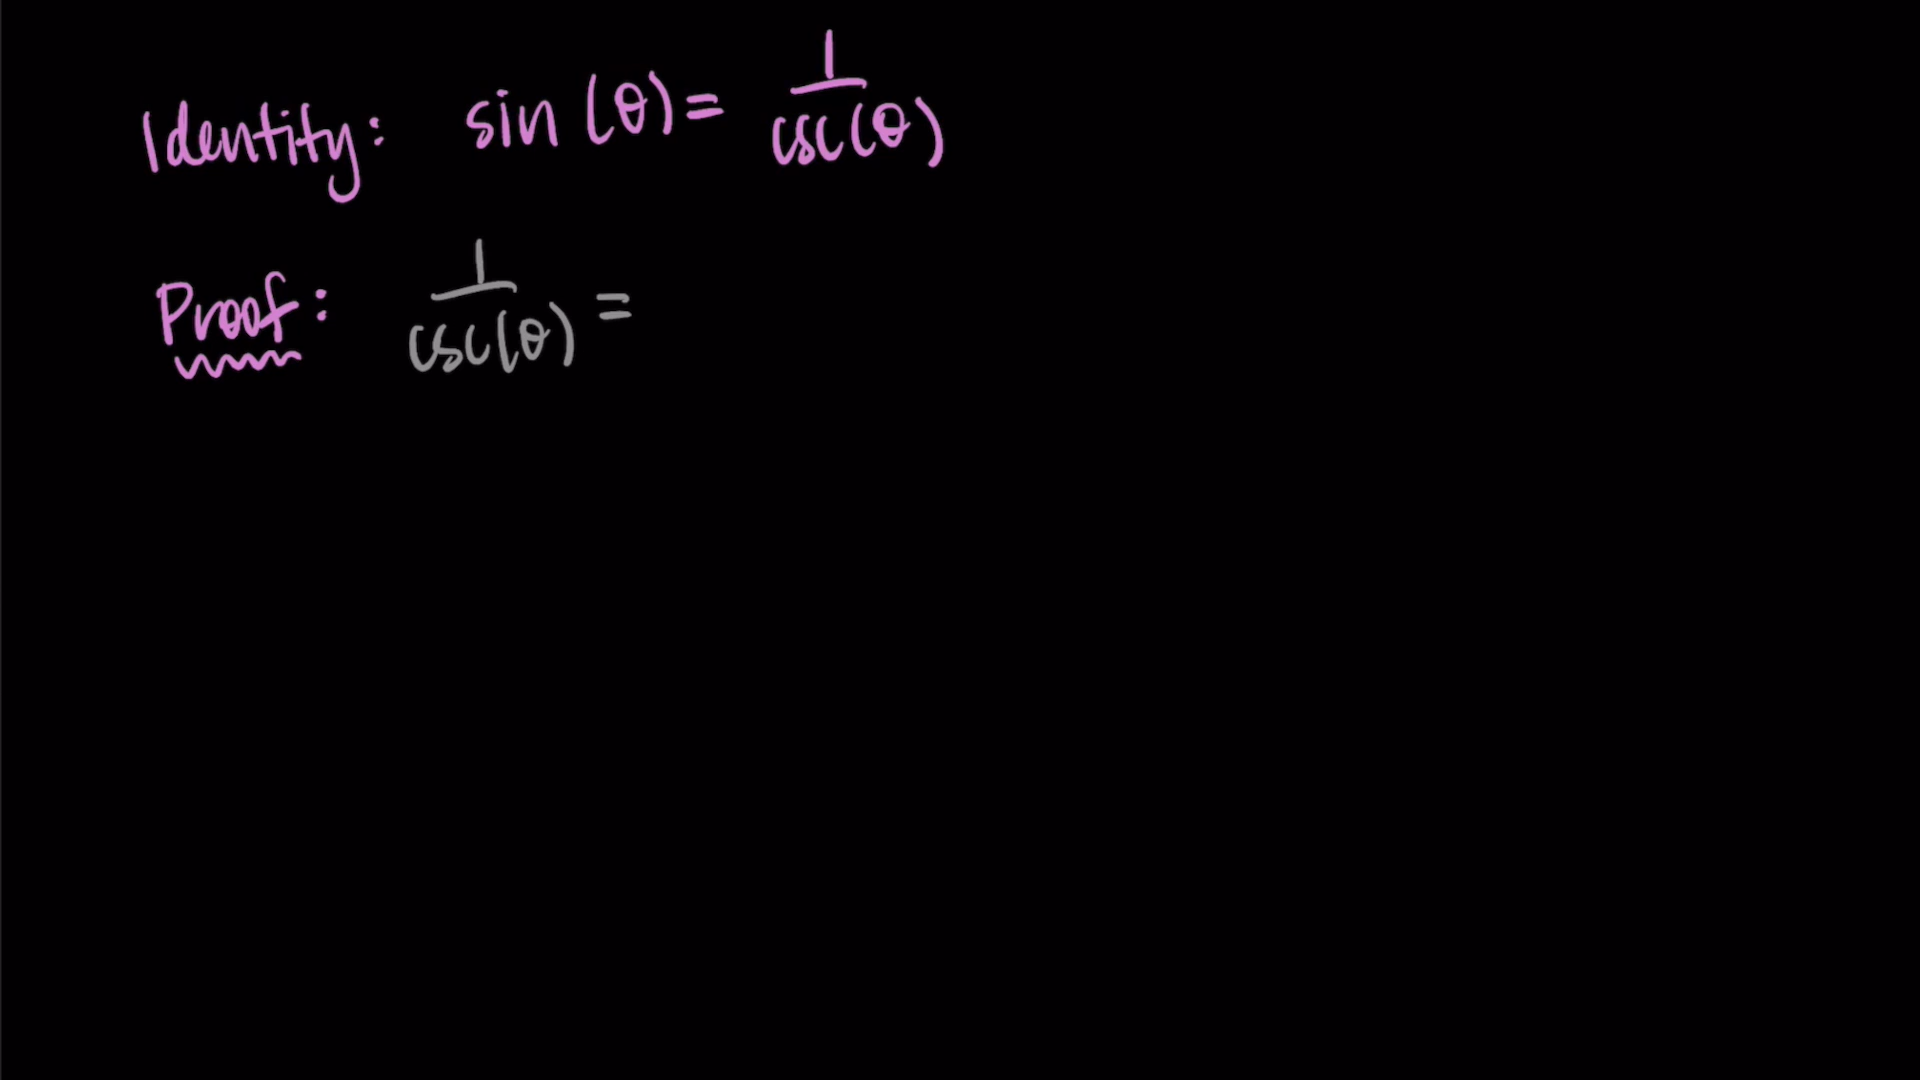 Identity: sin(θ) = 1/csc(θ)
Proof: 1/csc(θ) =